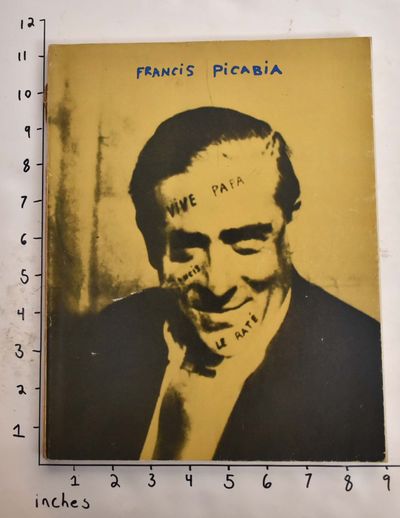 12
11
10
9
8
7
6
5
4
3
2
1
FRANCIS PICABIA
VIVE PAPA
FRANCIS
LE RATÉ
1 2 3 4 5 6 7 8 9
inches